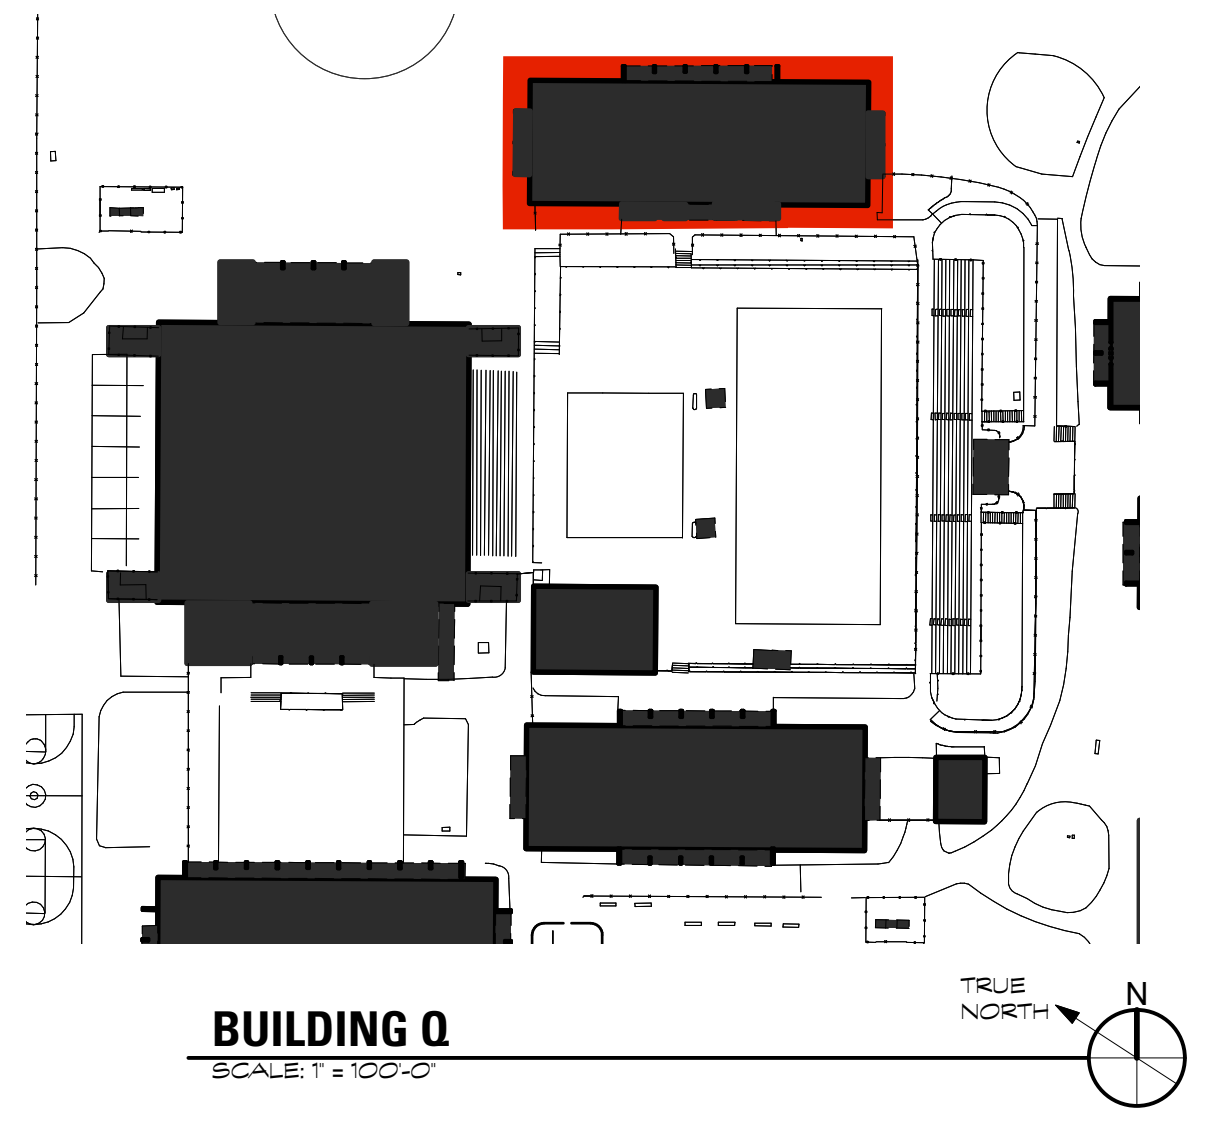 TRUE
NORTH
N
BUILDING Q
SCALE: 1" = 100'-0"